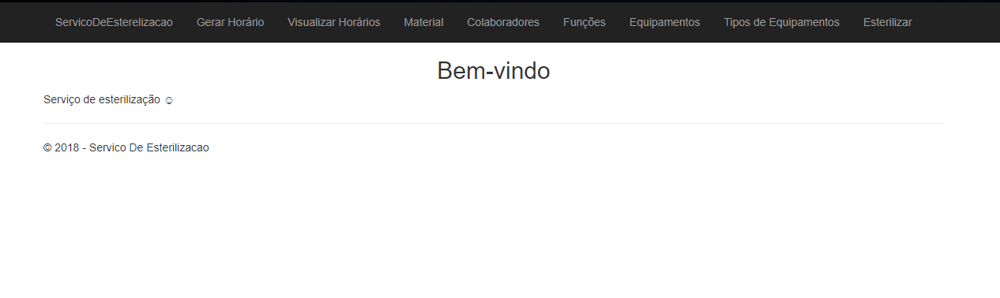 ServicoDeEsterelizacao Gerar Horário Visualizar Horários Material Colaboradores Funções Equipamentos Tipos de Equipamentos Esterilizar
Bem-vindo
Serviço de esterilização ☺
© 2018 - Servico De Esterilizacao